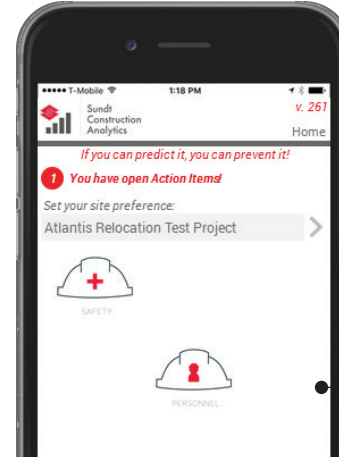 T-Mobile
1:18 PM
Sundt
Construction
Analytics
v. 261
Home
If you can predict it, you can prevent it!
1 You have open Action Items!
Set your site preference:
Atlantis Relocation Test Project
SAFETY
PERSONNEL